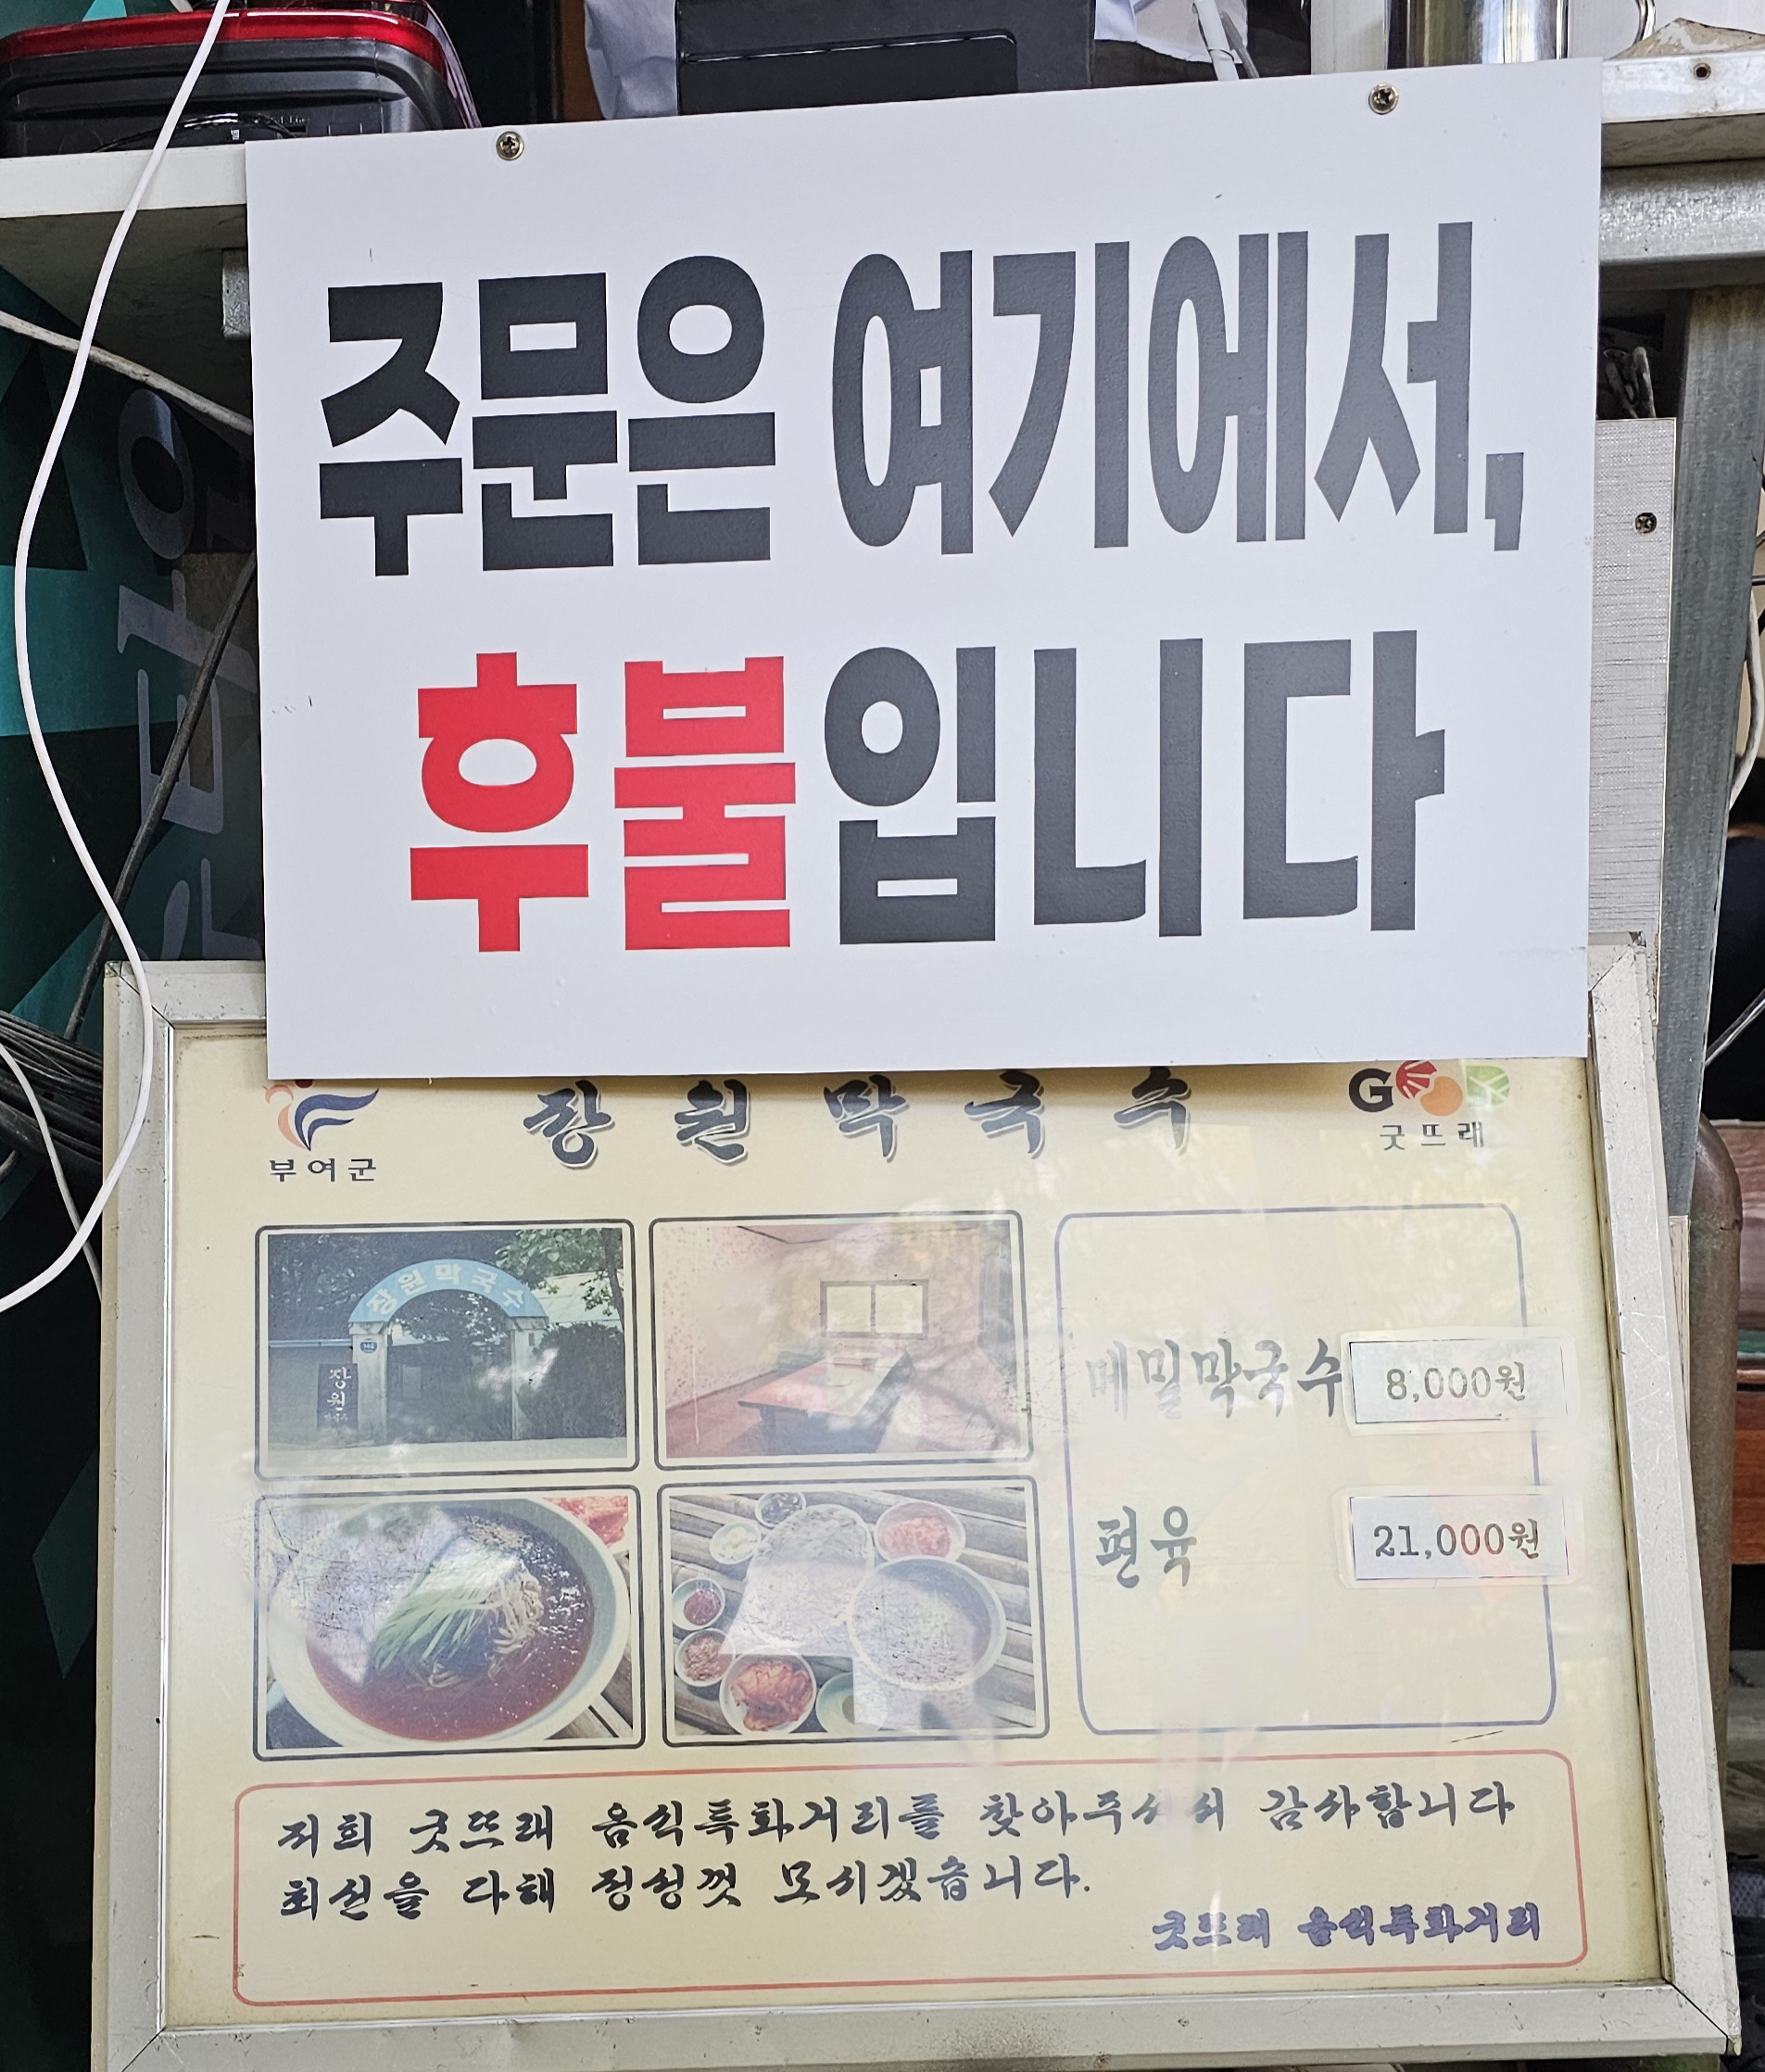 주문은 여기에서,
후불입니다
장원막국수
부여군
GOOD
굿뜨래
장원막국수
장원
메밀막국수 8,000원
편육 21,000원
저희 굿뜨래 음식특화거리를 찾아주셔서 감사합니다
최선을 다해 정성껏 모시겠습니다.
굿뜨래 음식특화거리